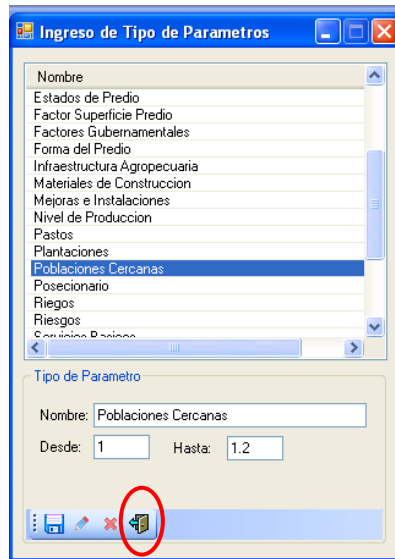 Ingreso de Tipo de Parametros
Nombre
Estados de Predio
Factor Superficie Predio
Factores Gubernamentales
Forma del Predio
Infraestructura Agropecuaria
Materiales de Construccion
Mejoras e Instalaciones
Nivel de Produccion
Pastos
Plantaciones
Poblaciones Cercanas
Posecionario
Riegos
Riesgos
Servicios Basicos
Tipo de Parametro
Nombre: Poblaciones Cercanas
Desde: 1 Hasta: 1.2